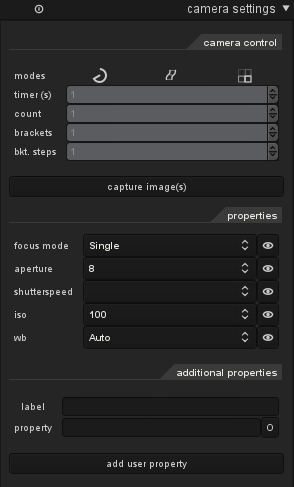 camera settings
camera control
modes
timer (s) 1
count 1
brackets 1
bkt. steps 1
capture image(s)
properties
focus mode Single
aperture 8
shutterspeed
iso 100
wb Auto
additional properties
label
property O
add user property